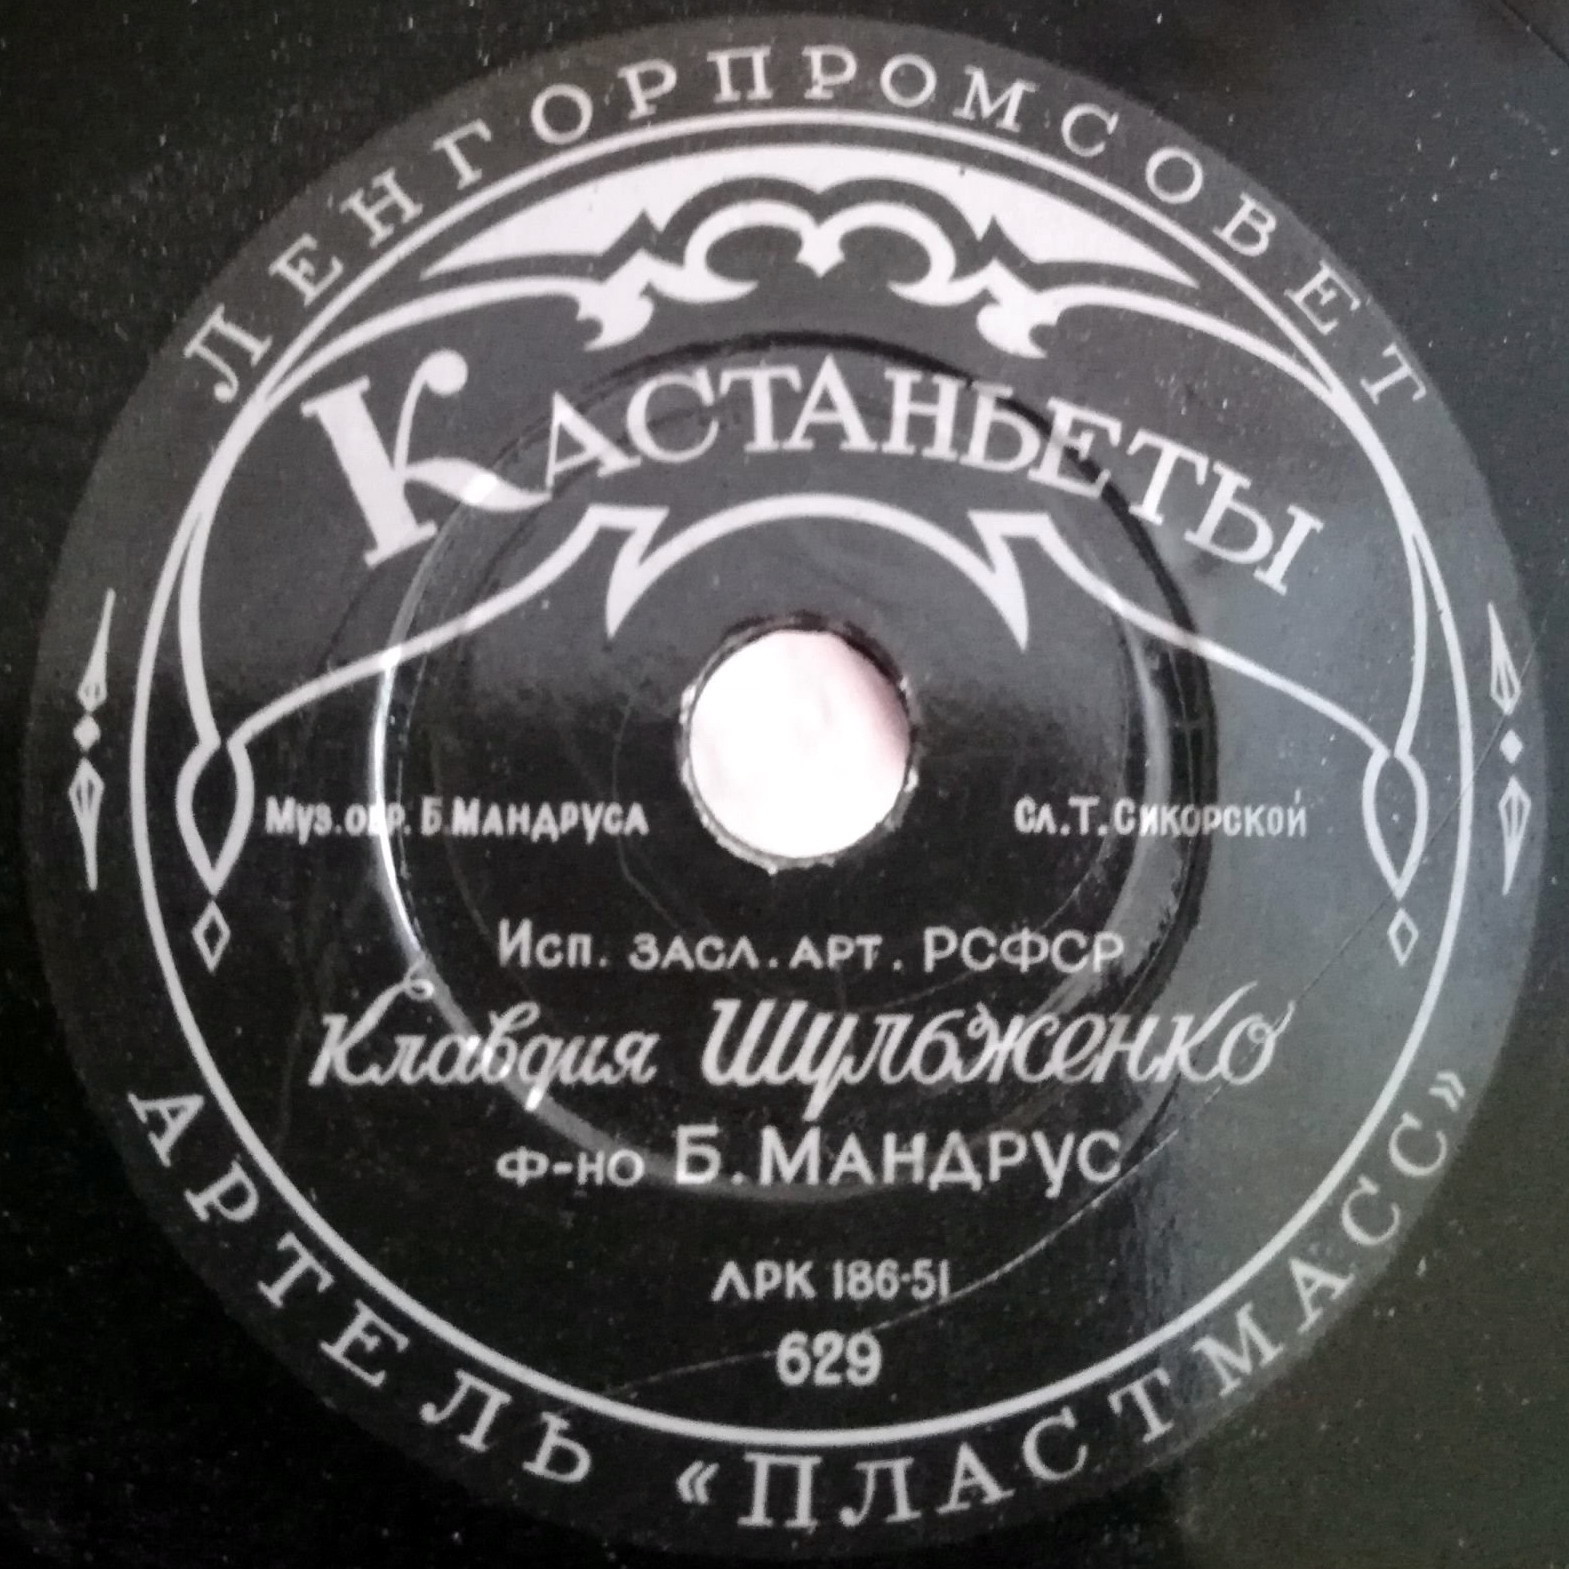 ЛЕНГОРПРОМСОВЕТ
КАСТАНЬЕТЫ
Муз. обр. Б. Мандруса
Сл. Т. Сикорской
Исп. засл. арт. РСФСР
Клавдия Шульженко
ф-но Б. Мандрус
ЛРК 186-51
629
АРТЕЛЬ «ПЛАСТМАСС»